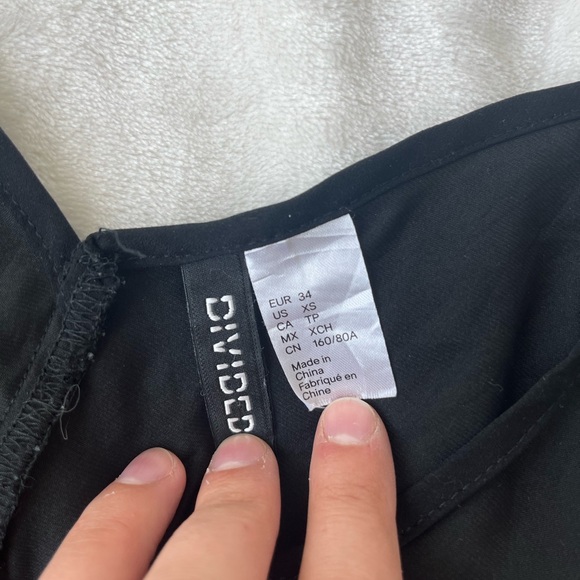 DIVIDED
EUR 34
US XS
CA TP
MX XCH
CN 160/80A
Made in
China
Fabriqué en
Chine